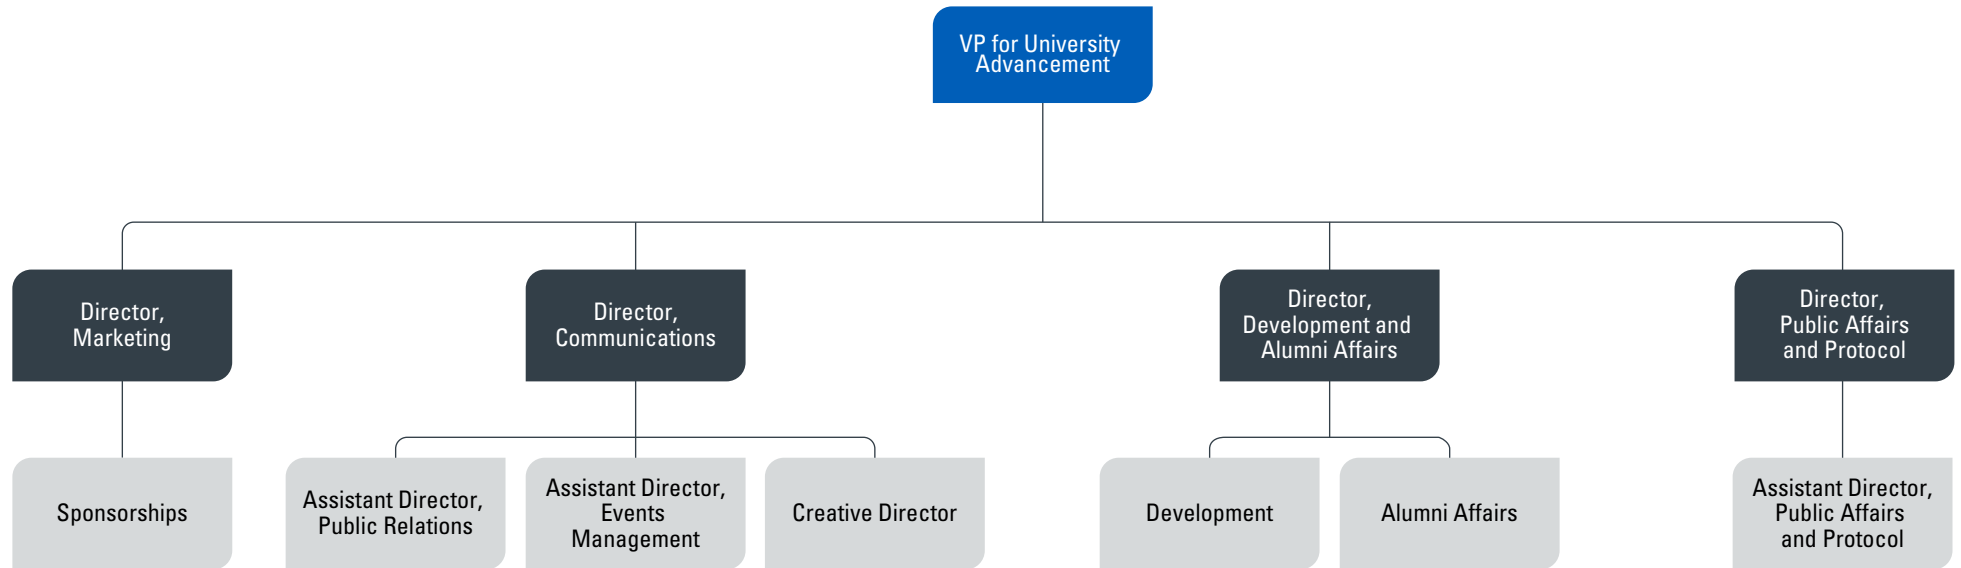 VP for University
Advancement
Director,
Marketing
Director,
Communications
Director,
Development and
Alumni Affairs
Director,
Public Affairs
and Protocol
Sponsorships
Assistant Director,
Public Relations
Assistant Director,
Events
Management
Creative Director
Development
Alumni Affairs
Assistant Director,
Public Affairs
and Protocol